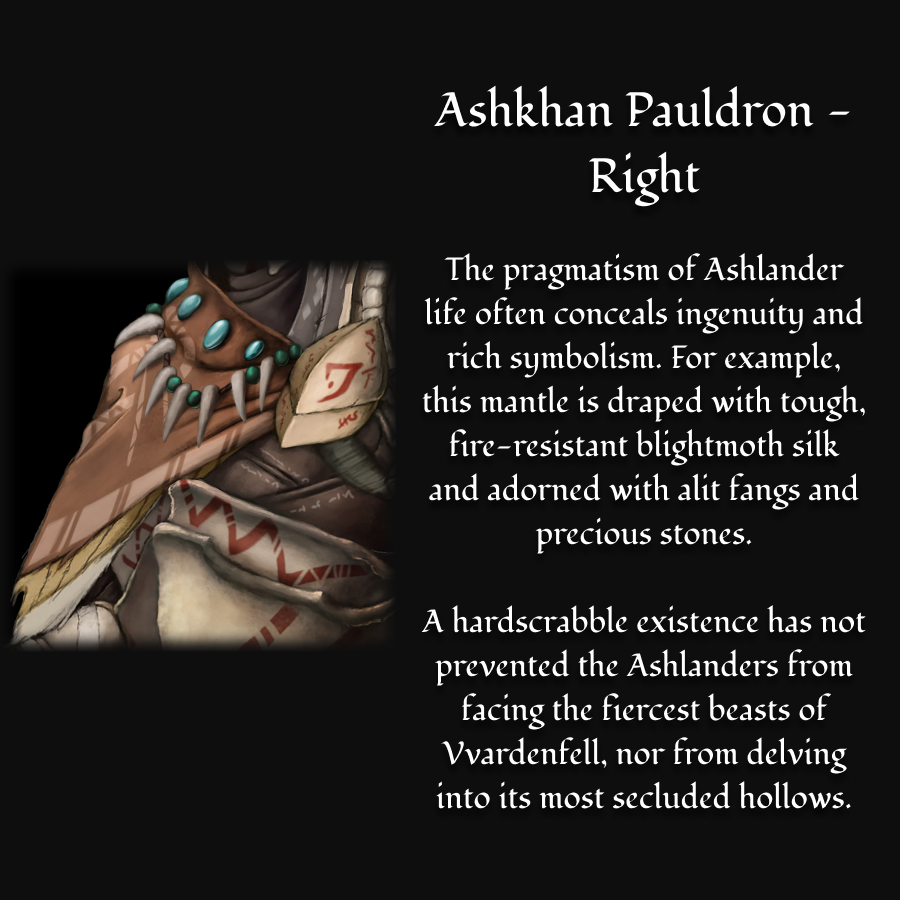 Ashkhan Pauldron –
Right
The pragmatism of Ashlander
life often conceals ingenuity and
rich symbolism. For example,
this mantle is draped with tough,
fire-resistant blightmoth silk
and adorned with alit fangs and
precious stones.
A hardscrabble existence has not
prevented the Ashlanders from
facing the fiercest beasts of
Vvardenfell, nor from delving
into its most secluded hollows.